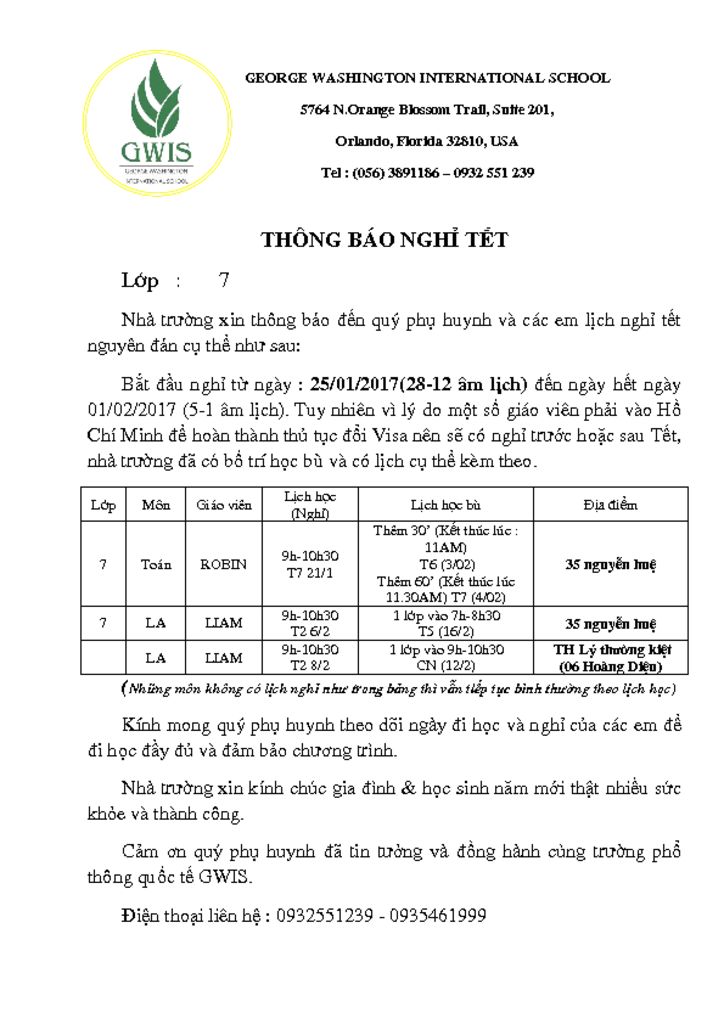 GWIS
GEORGE WASHINGTON
INTERNATIONAL SCHOOL
GEORGE WASHINGTON INTERNATIONAL SCHOOL
5764 N.Orange Blossom Trail, Suite 201,
Orlando, Florida 32810, USA
Tel : (056) 3891186 – 0932 551 239
THÔNG BÁO NGHỈ TẾT
Lớp : 7
Nhà trường xin thông báo đến quý phụ huynh và các em lịch nghỉ tết
nguyên đán cụ thể như sau:
Bắt đầu nghỉ từ ngày : 25/01/2017(28-12 âm lịch) đến ngày hết ngày
01/02/2017 (5-1 âm lịch). Tuy nhiên vì lý do một số giáo viên phải vào Hồ
Chí Minh để hoàn thành thủ tục đổi Visa nên sẽ có nghỉ trước hoặc sau Tết,
nhà trường đã có bố trí học bù và có lịch cụ thể kèm theo.
Lớp Môn Giáo viên Lịch học (Nghỉ) Lịch học bù Địa điểm
7 Toán ROBIN 9h-10h30 T7 21/1 Thêm 30’ (Kết thúc lúc : 11AM) T6 (3/02) Thêm 60’ (Kết thúc lúc 11.30AM) T7 (4/02) 35 nguyễn huệ
7 LA LIAM 9h-10h30 T2 6/2 1 lớp vào 7h-8h30 T5 (16/2) 35 nguyễn huệ
LA LIAM 9h-10h30 T2 8/2 1 lớp vào 9h-10h30 CN (12/2) TH Lý thường kiệt (06 Hoàng Diệu)
(Những môn không có lịch nghỉ như trong bảng thì vẫn tiếp tục bình thường theo lịch học)
Kính mong quý phụ huynh theo dõi ngày đi học và nghỉ của các em để
đi học đầy đủ và đảm bảo chương trình.
Nhà trường xin kính chúc gia đình & học sinh năm mới thật nhiều sức
khỏe và thành công.
Cảm ơn quý phụ huynh đã tin tưởng và đồng hành cùng trường phổ
thông quốc tế GWIS.
Điện thoại liên hệ : 0932551239 - 0935461999